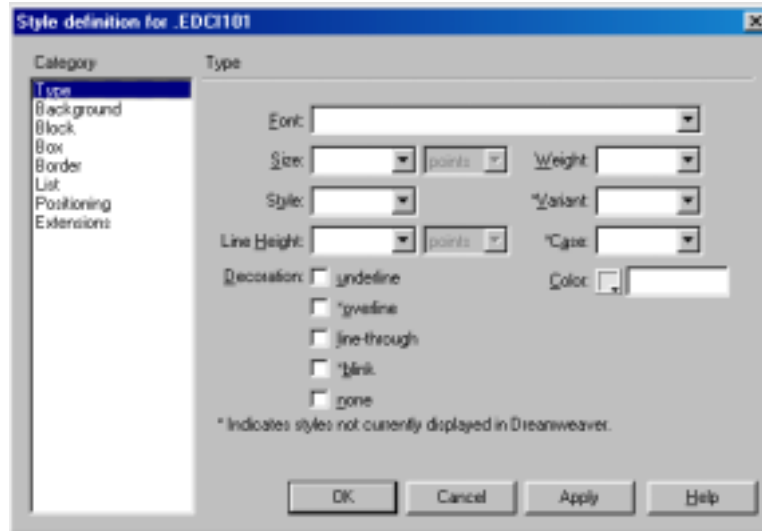 Style definition for .EDCI101
Category
Type
Type
Background
Block
Box
Border
List
Positioning
Extensions
Font:
Size: points Weight:
Style: *Variant:
Line Height: points *Case:
Decoration: underline Color:
*overline
line-through
*blink
none
* Indicates styles not currently displayed in Dreamweaver.
OK Cancel Apply Help